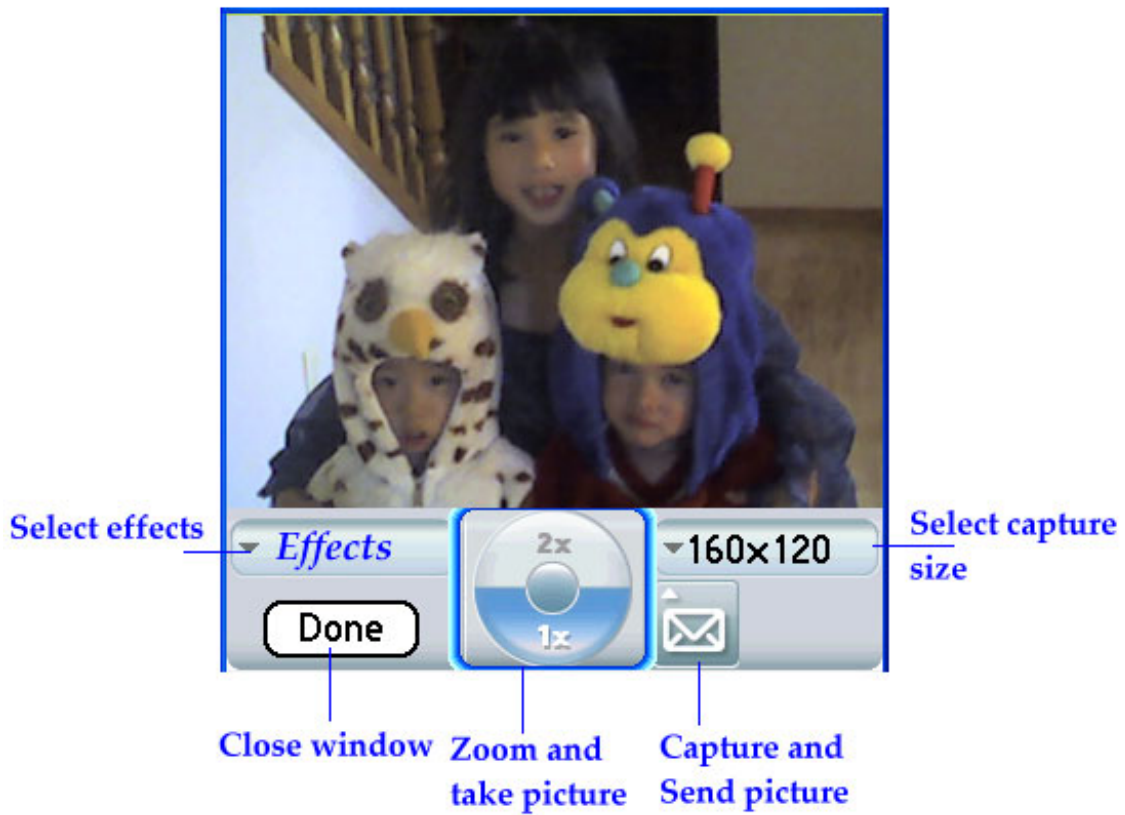 Select effects
Effects
2x
1x
160x120
Select capture
size
Done
Close window
Zoom and
take picture
Capture and
Send picture